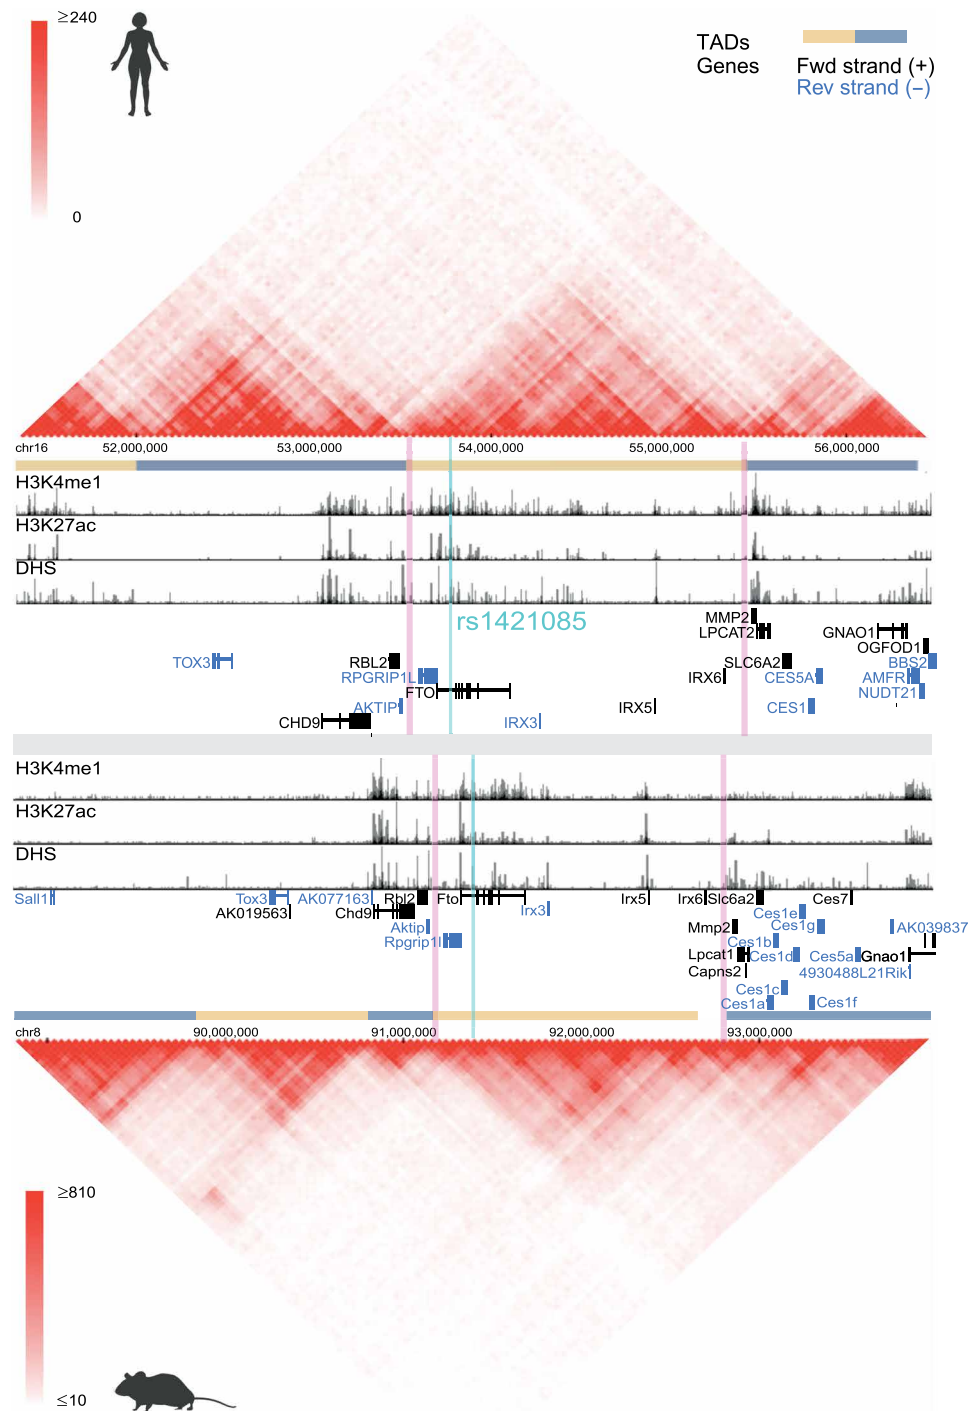 ≥240
0
TADs
Genes
Fwd strand (+)
Rev strand (–)
chr16 52,000,000 53,000,000 54,000,000 55,000,000 56,000,000
H3K4me1
H3K27ac
DHS
rs1421085
MMP2
LPCAT2 GNAO1
OGFOD1
TOX3 RBL2 SLC6A2 BBS2
RPGRIP1L IRX6 CES5A AMFR
FTO NUDT21
AKTIP IRX5 CES1
CHD9 IRX3
H3K4me1
H3K27ac
DHS
Sall1 Tox3 AK077163 Rbl2 Fto Irx5 Irx6 Slc6a2 Ces7
AK019563 Chd9 Irx3 Ces1e
Aktip Mmp2 Ces1g AK039837
Rpgrip1l Ces1b
Lpcat1 Ces1d Ces5a Gnao1
Capns2 4930488L21Rik
Ces1c
Ces1a Ces1f
chr8 90,000,000 91,000,000 92,000,000 93,000,000
≥810
≤10